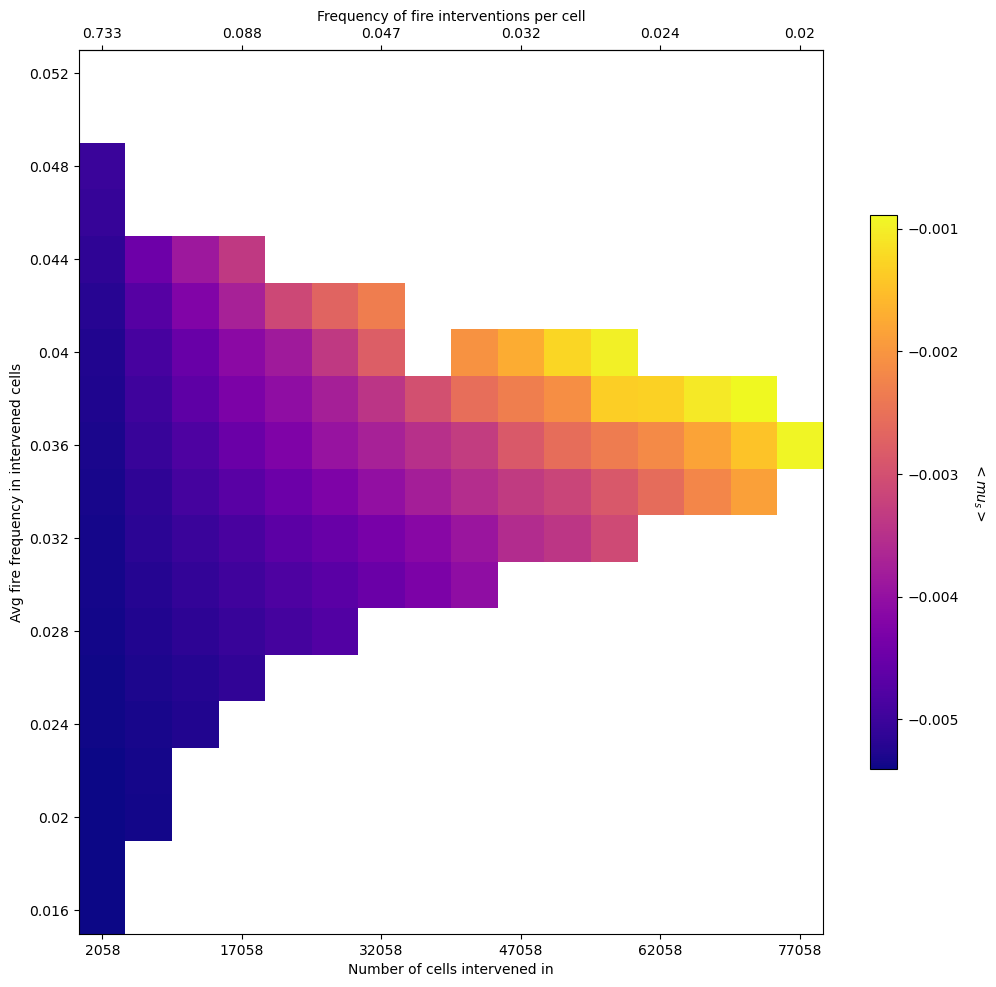 Frequency of fire interventions per cell
0.733 0.088 0.047 0.032 0.024 0.02
0.052
0.048
0.044
0.04
0.036
0.032
0.028
0.024
0.02
0.016
Avg fire frequency in intervened cells
2058 17058 32058 47058 62058 77058
Number of cells intervened in
−0.001
−0.002
−0.003
−0.004
−0.005
< mu_s >